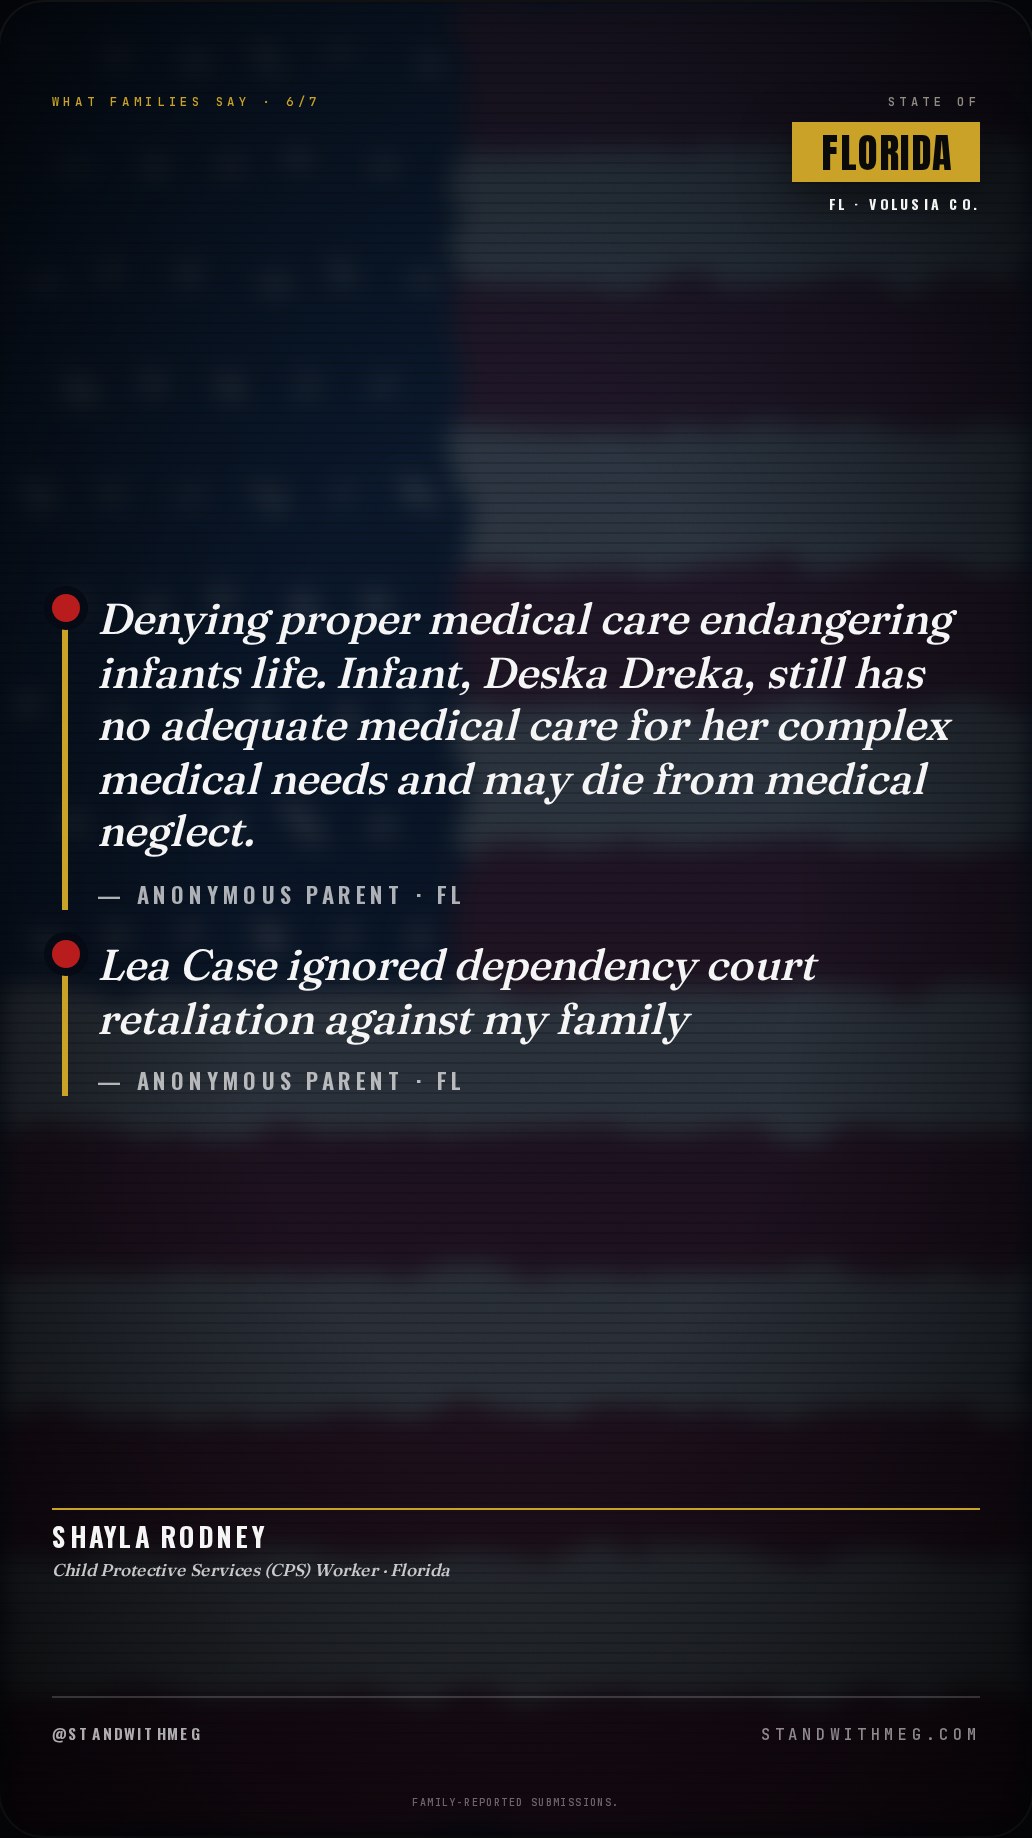 WHAT FAMILIES SAY · 6/7
STATE OF
FLORIDA
FL · VOLUSIA CO.
Denying proper medical care endangering
infants life. Infant, Deska Dreka, still has
no adequate medical care for her complex
medical needs and may die from medical
neglect.
— ANONYMOUS PARENT · FL
Lea Case ignored dependency court
retaliation against my family
— ANONYMOUS PARENT · FL
SHAYLA RODNEY
Child Protective Services (CPS) Worker · Florida
@STANDWITHMEG
STANDWITHMEG.COM
FAMILY-REPORTED SUBMISSIONS.